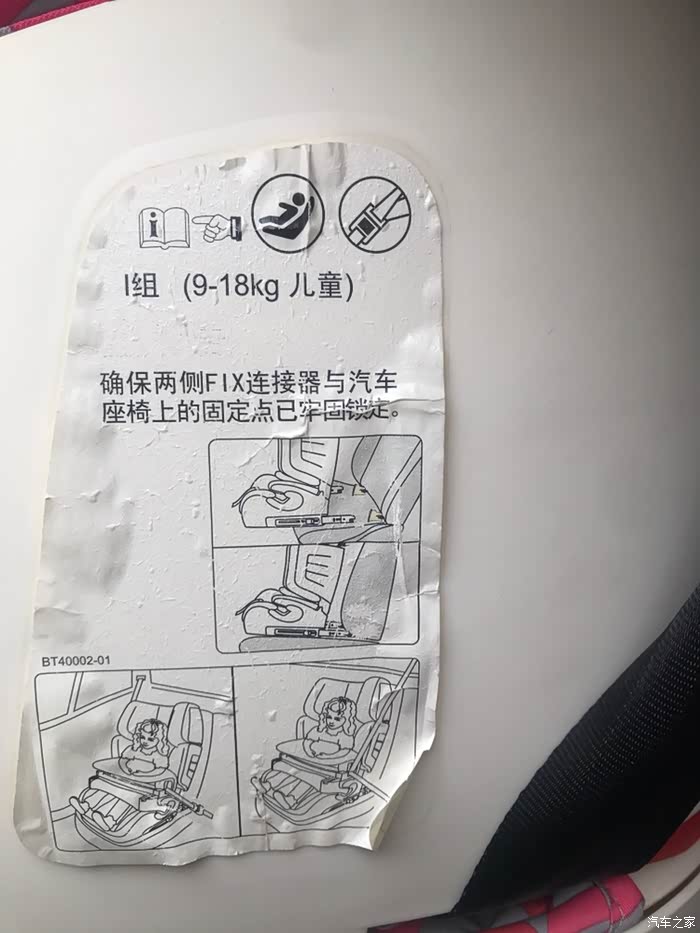 i
I组 (9-18kg 儿童)
确保两侧FIX连接器与汽车
座椅上的固定点已牢固锁定。
BT40002-01
汽车之家